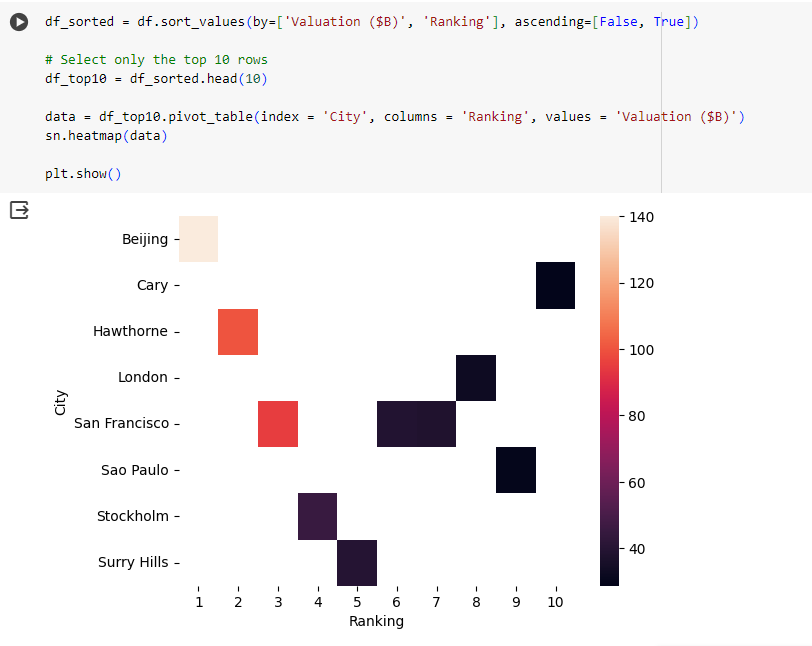 df_sorted = df.sort_values(by=['Valuation ($B)', 'Ranking'], ascending=[False, True])
# Select only the top 10 rows
df_top10 = df_sorted.head(10)
data = df_top10.pivot_table(index = 'City', columns = 'Ranking', values = 'Valuation ($B)')
sn.heatmap(data)
plt.show()
City
Beijing
Cary
Hawthorne
London
San Francisco
Sao Paulo
Stockholm
Surry Hills
1 2 3 4 5 6 7 8 9 10
Ranking
140
120
100
80
60
40